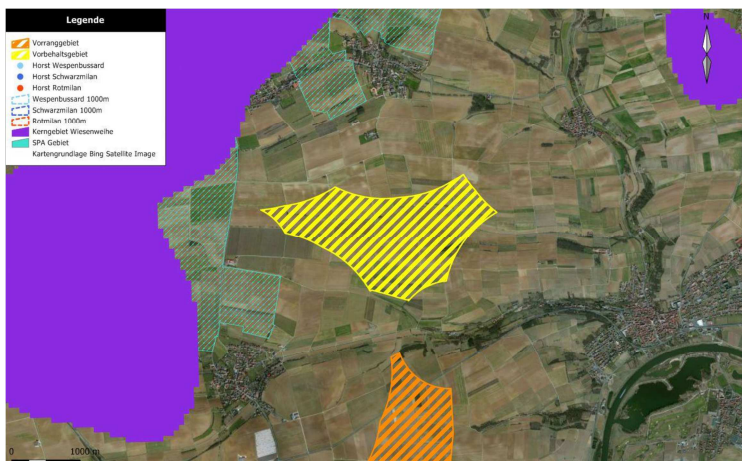 Legende
Vorranggebiet
Vorbehaltsgebiet
Horst Wespenbussard
Horst Schwarzmilan
Horst Rotmilan
Wespenbussard 1000m
Schwarzmilan 1000m
Rotmilan 1000m
Kerngebiet Wiesenweihe
SPA Gebiet
Kartengrundlage Bing Satellite Image
N
0 1000 m